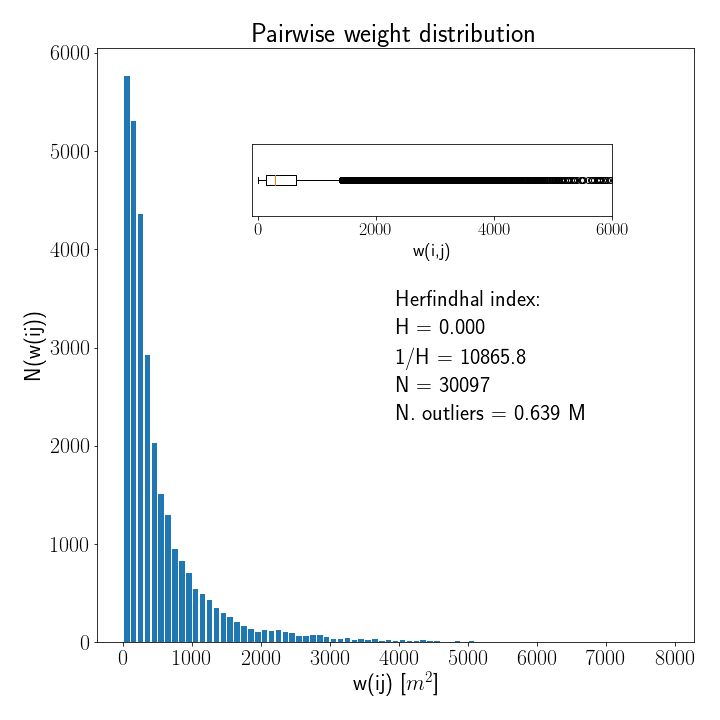 Pairwise weight distribution
6000
5000
4000
3000
2000
1000
0
N(w(ij))
0 2000 4000 6000
w(i,j)
Herfindhal index:
H = 0.000
1/H = 10865.8
N = 30097
N. outliers = 0.639 M
0 1000 2000 3000 4000 5000 6000 7000 8000
w(ij) [m²]